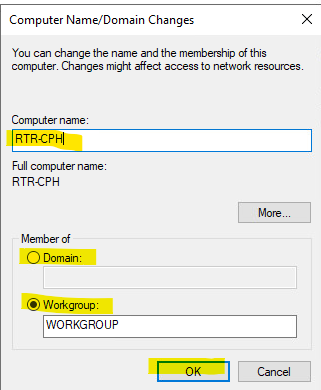 Computer Name/Domain Changes
You can change the name and the membership of this
computer. Changes might affect access to network resources.
Computer name:
RTR-CPH
Full computer name:
RTR-CPH
More...
Member of
Domain:
Workgroup:
WORKGROUP
OK Cancel